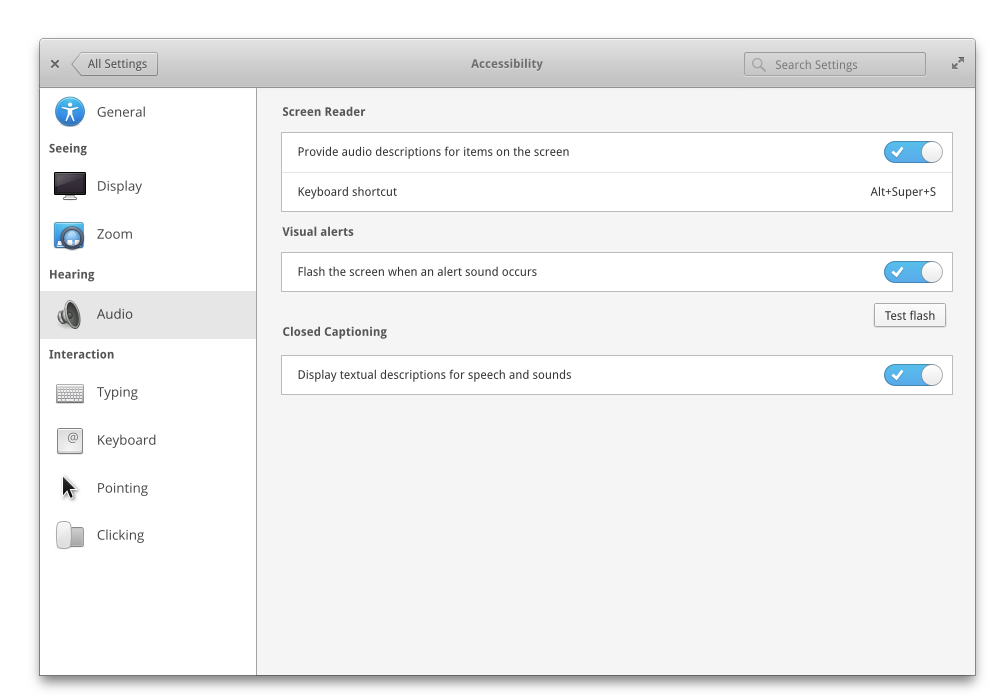 All Settings
Accessibility
Search Settings
General
Seeing
Display
Zoom
Hearing
Audio
Interaction
Typing
Keyboard
Pointing
Clicking
Screen Reader
Provide audio descriptions for items on the screen
Keyboard shortcut Alt+Super+S
Visual alerts
Flash the screen when an alert sound occurs
Test flash
Closed Captioning
Display textual descriptions for speech and sounds